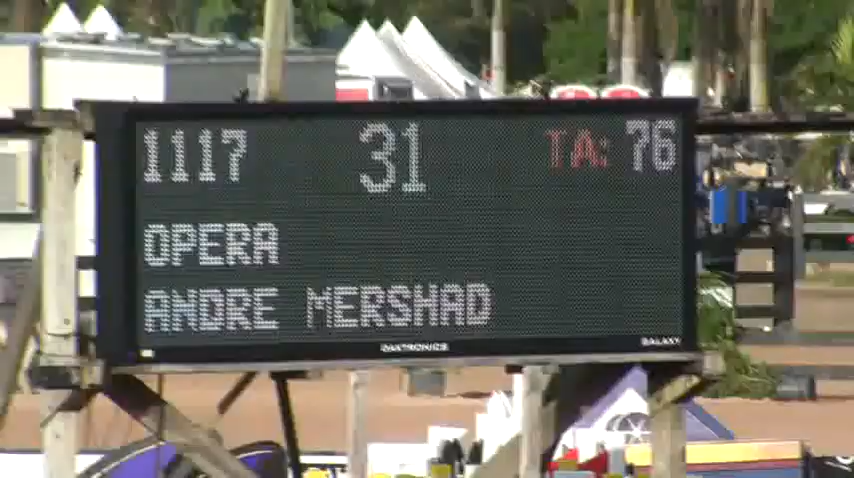 1117 31 TA: 76
OPERA
ANDRE MERSHAD
DAKTRONICS GALAXY